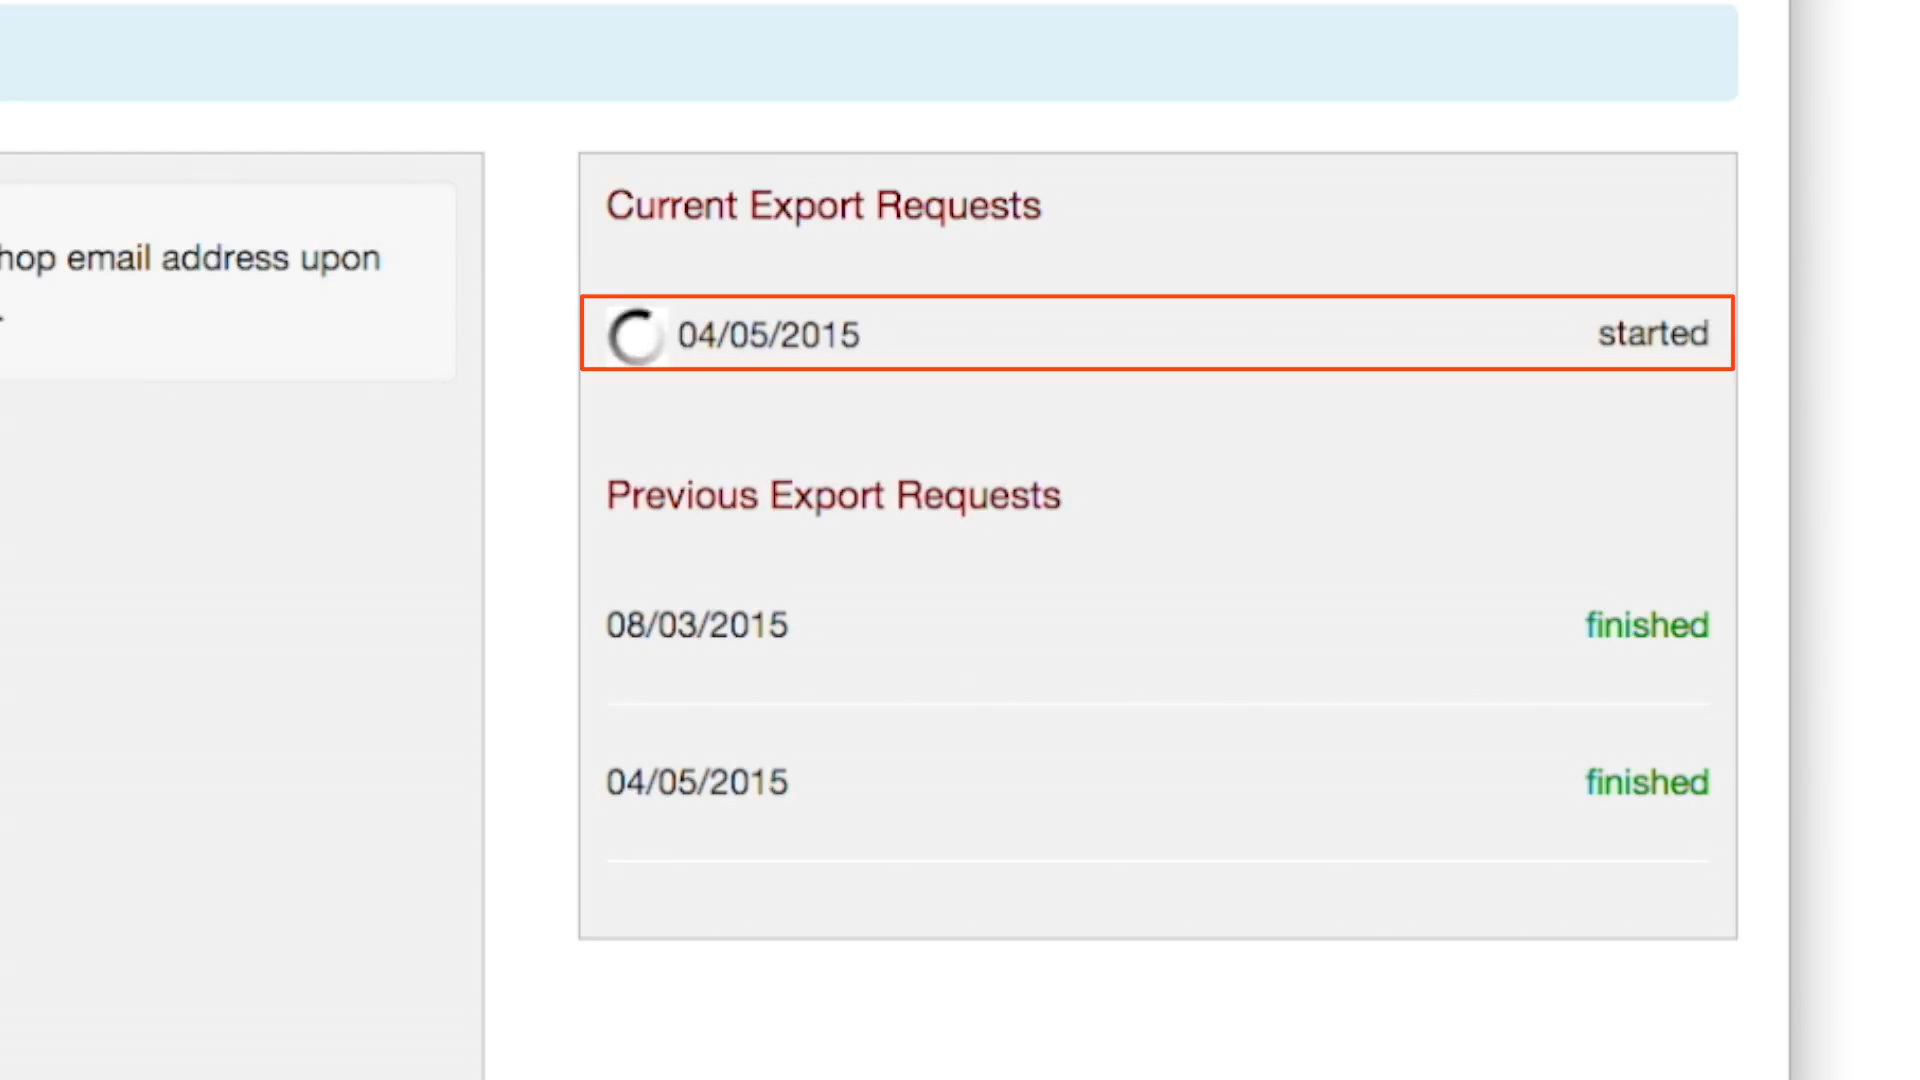 hop email address upon
.
Current Export Requests
04/05/2015 started
Previous Export Requests
08/03/2015 finished
04/05/2015 finished